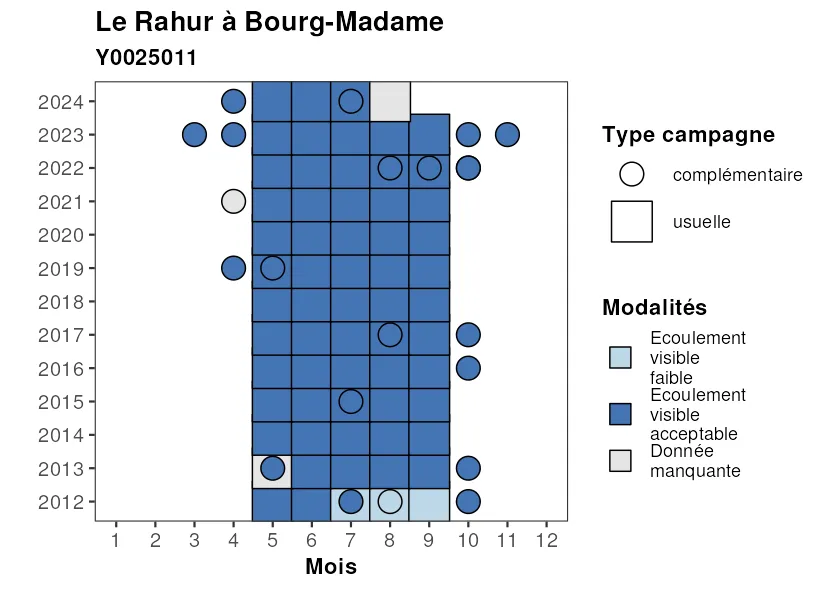 Le Rahur à Bourg-Madame
Y0025011
2024
2023
2022
2021
2020
2019
2018
2017
2016
2015
2014
2013
2012
1 2 3 4 5 6 7 8 9 10 11 12
Mois
Type campagne
complémentaire
usuelle
Modalités
Ecoulement
visible
faible
Ecoulement
visible
acceptable
Donnée
manquante